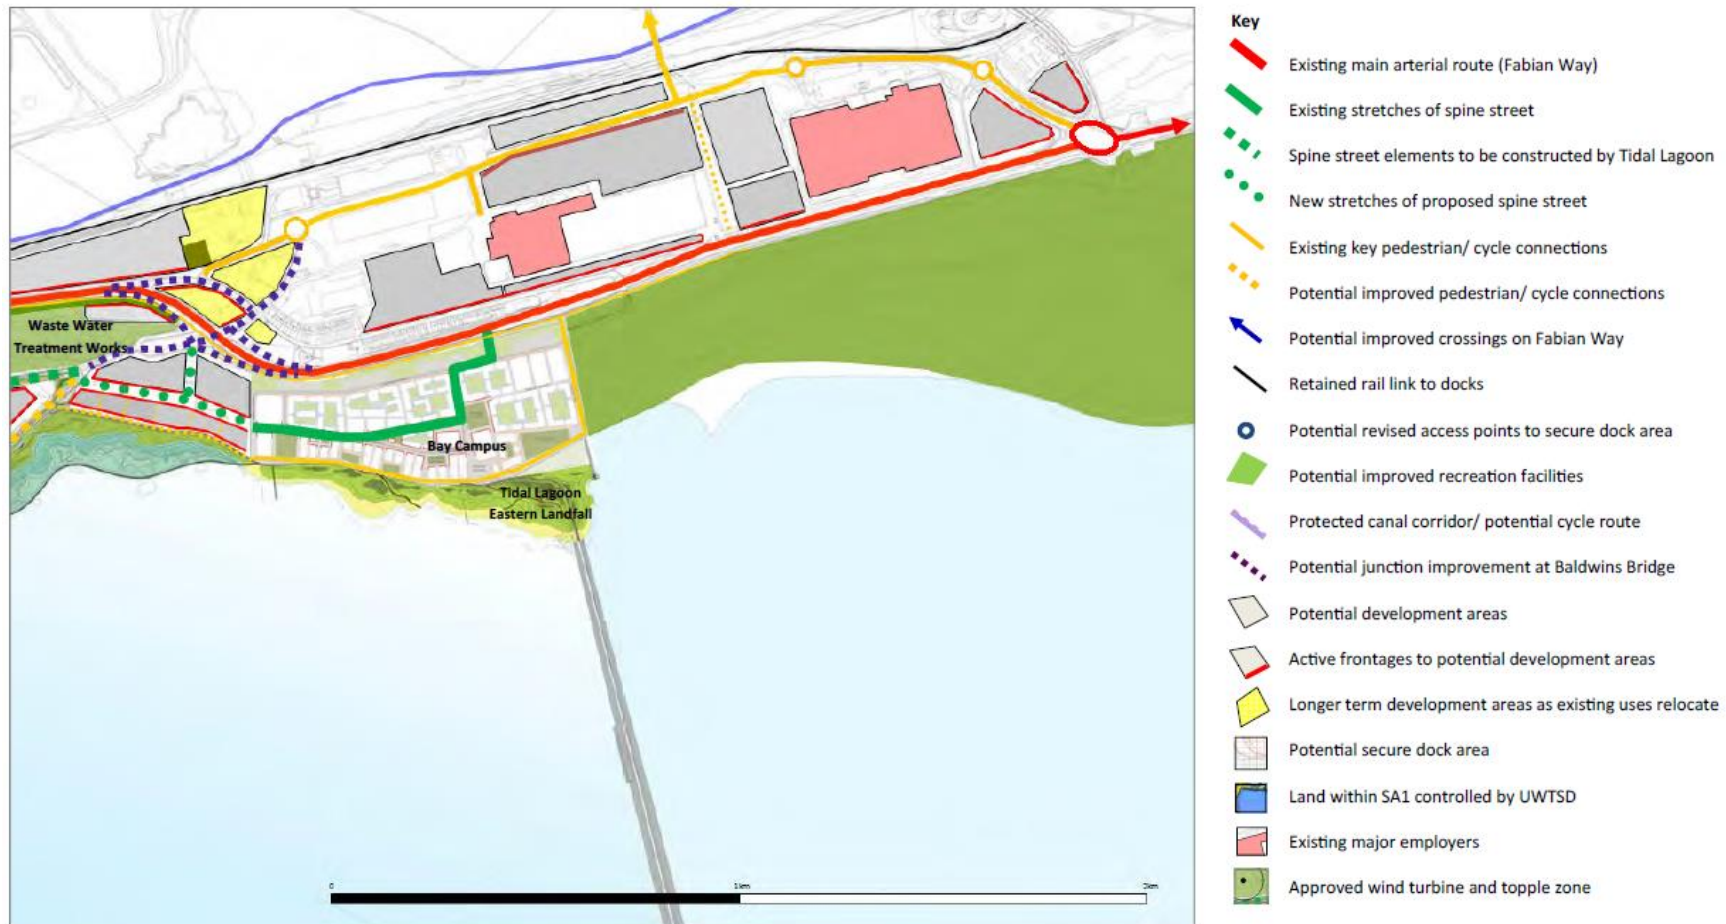 Key
Existing main arterial route (Fabian Way)
Existing stretches of spine street
Spine street elements to be constructed by Tidal Lagoon
New stretches of proposed spine street
Existing key pedestrian/ cycle connections
Potential improved pedestrian/ cycle connections
Potential improved crossings on Fabian Way
Retained rail link to docks
Potential revised access points to secure dock area
Potential improved recreation facilities
Protected canal corridor/ potential cycle route
Potential junction improvement at Baldwins Bridge
Potential development areas
Active frontages to potential development areas
Longer term development areas as existing uses relocate
Potential secure dock area
Land within SA1 controlled by UWTSD
Existing major employers
Approved wind turbine and topple zone
Waste Water
Treatment Works
Bay Campus
Tidal Lagoon
Eastern Landfall
0 1km 2km